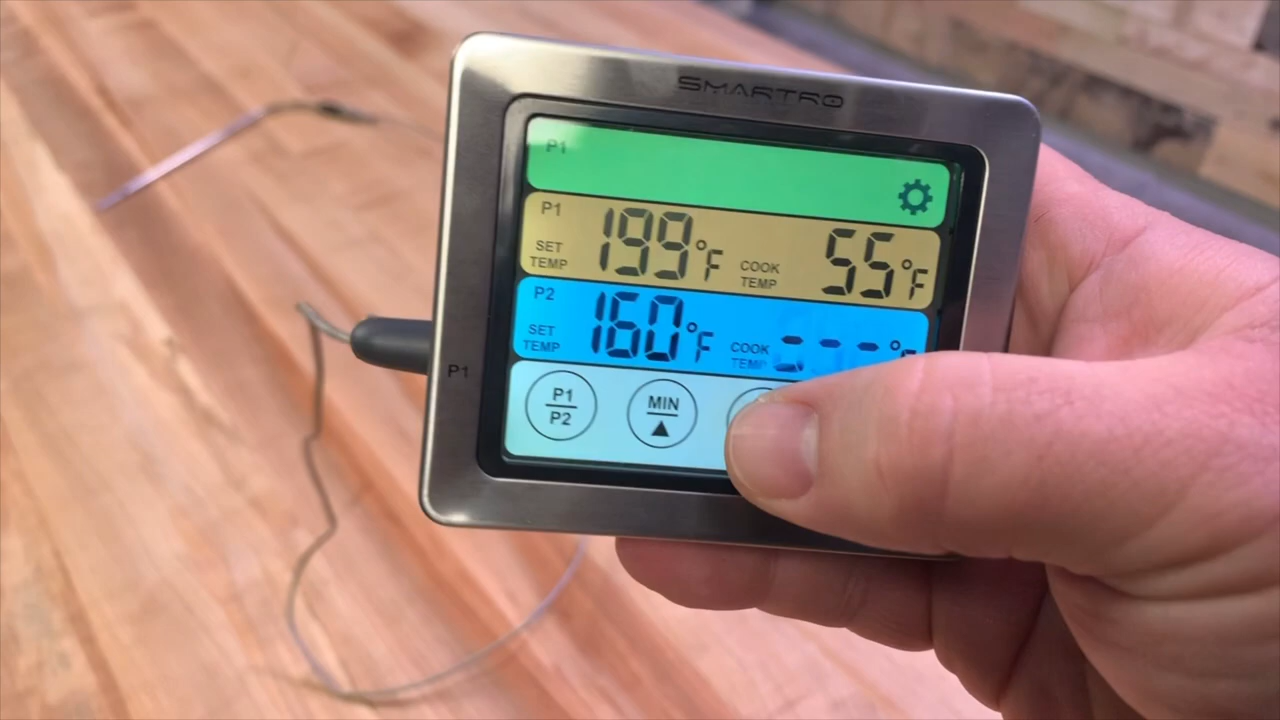 SMARTRO
P1
P1
SET TEMP 199°F COOK TEMP 55°F
P2
SET TEMP 160°F COOK TEMP ---°F
P1
P1
P2
MIN